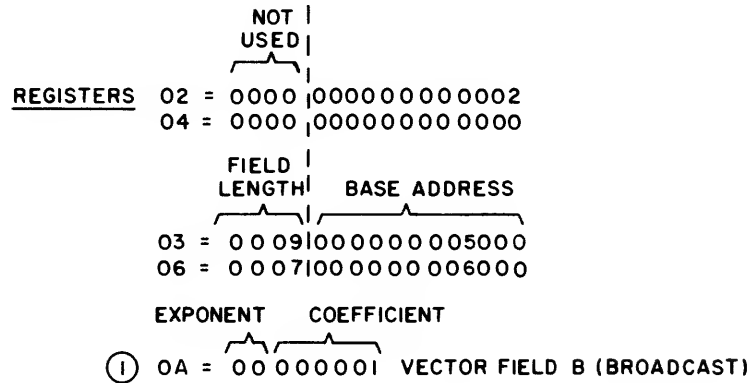 NOT
USED
REGISTERS 02 = 0000 000000000002
04 = 0000 000000000000
FIELD
LENGTH BASE ADDRESS
03 = 0009 000000005000
06 = 0007 000000006000
EXPONENT COEFFICIENT
1 0A = 00 000001 VECTOR FIELD B (BROADCAST)